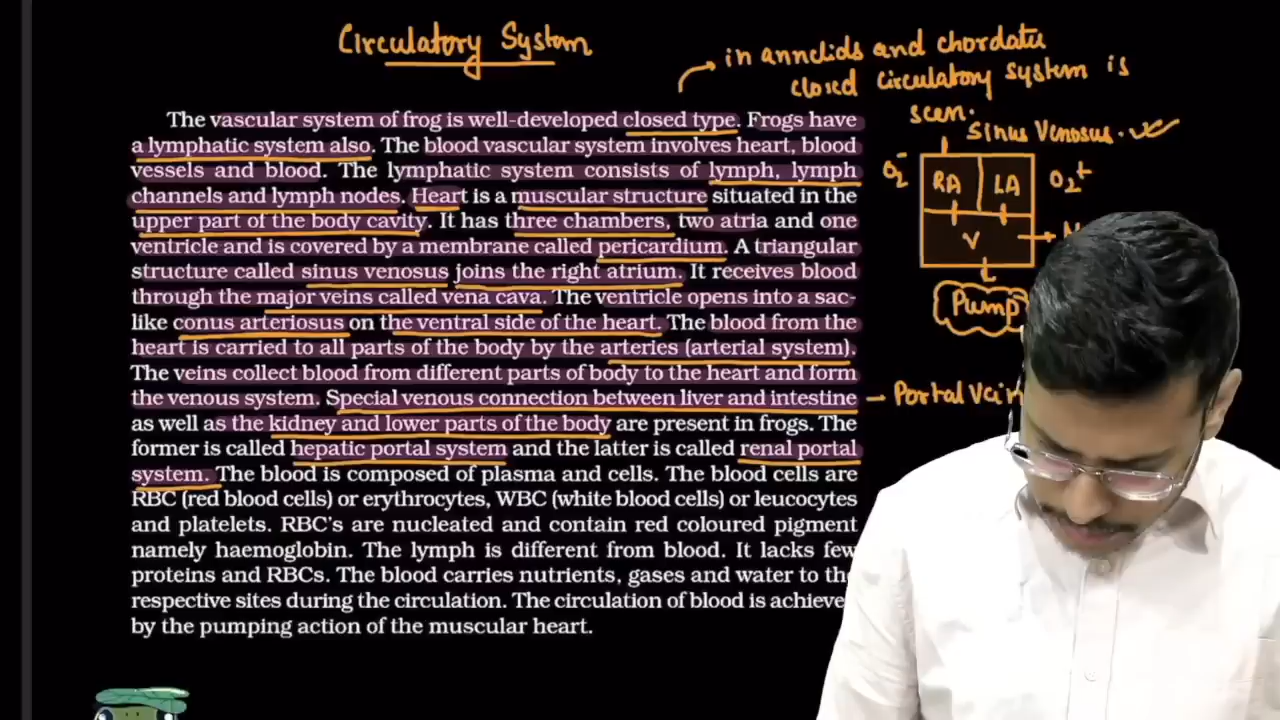 Circulatory System
in annelids and chordata
closed circulatory system is
seen.
Sinus Venosus.
The vascular system of frog is well-developed closed type. Frogs have
a lymphatic system also. The blood vascular system involves heart, blood
vessels and blood. The lymphatic system consists of lymph, lymph
channels and lymph nodes. Heart is a muscular structure situated in the
upper part of the body cavity. It has three chambers, two atria and one
ventricle and is covered by a membrane called pericardium. A triangular
structure called sinus venosus joins the right atrium. It receives blood
through the major veins called vena cava. The ventricle opens into a sac-
like conus arteriosus on the ventral side of the heart. The blood from the
heart is carried to all parts of the body by the arteries (arterial system).
The veins collect blood from different parts of body to the heart and form
the venous system. Special venous connection between liver and intestine
as well as the kidney and lower parts of the body are present in frogs. The
former is called hepatic portal system and the latter is called renal portal
system. The blood is composed of plasma and cells. The blood cells are
RBC (red blood cells) or erythrocytes, WBC (white blood cells) or leucocytes
and platelets. RBC's are nucleated and contain red coloured pigment
namely haemoglobin. The lymph is different from blood. It lacks few
proteins and RBCs. The blood carries nutrients, gases and water to the
respective sites during the circulation. The circulation of blood is achieve
by the pumping action of the muscular heart.
O2- RA LA O2+
V
Pump
– Portal Vein